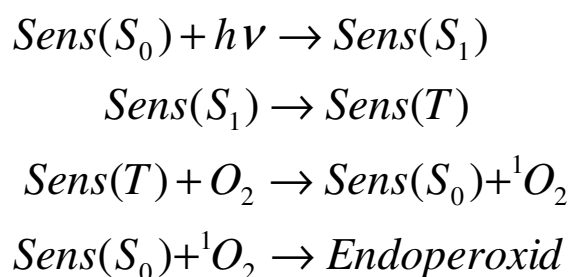 Sens(S₀) + hν → Sens(S₁)
Sens(S₁) → Sens(T)
Sens(T) + O₂ → Sens(S₀)+¹O₂
Sens(S₀)+¹O₂ → Endoperoxid